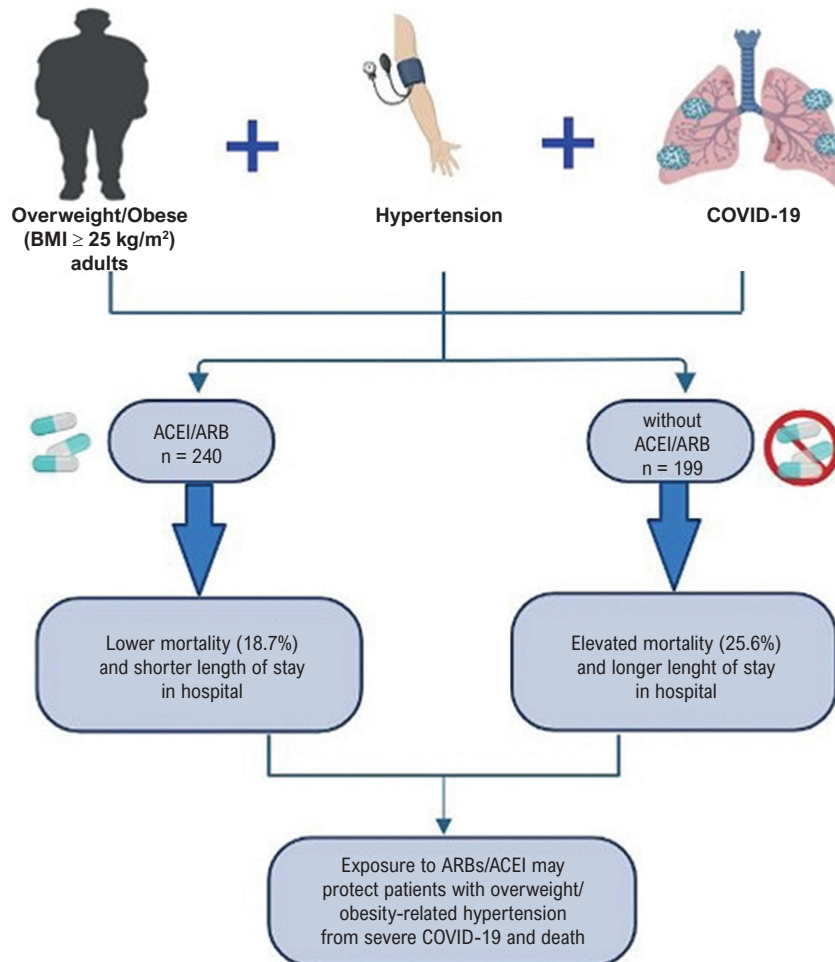 Overweight/Obese
(BMI ≥ 25 kg/m²)
adults
Hypertension
COVID-19
ACEI/ARB
n = 240
without
ACEI/ARB
n = 199
Lower mortality (18.7%)
and shorter length of stay
in hospital
Elevated mortality (25.6%)
and longer lenght of stay
in hospital
Exposure to ARBs/ACEI may
protect patients with overweight/
obesity-related hypertension
from severe COVID-19 and death